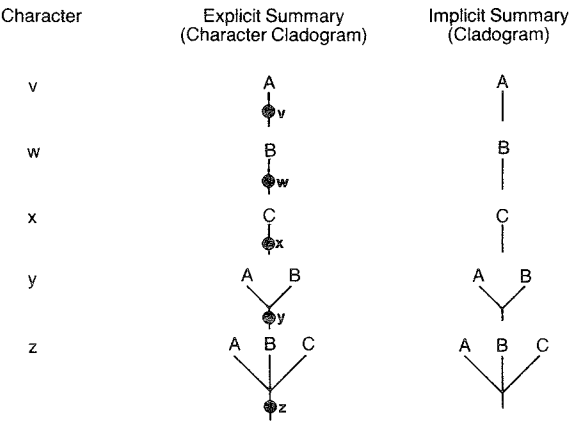 Character Explicit Summary Implicit Summary
(Character Cladogram) (Cladogram)
v A A
v
w B B
w
x C C
x
y A B A B
y
z A B C A B C
z